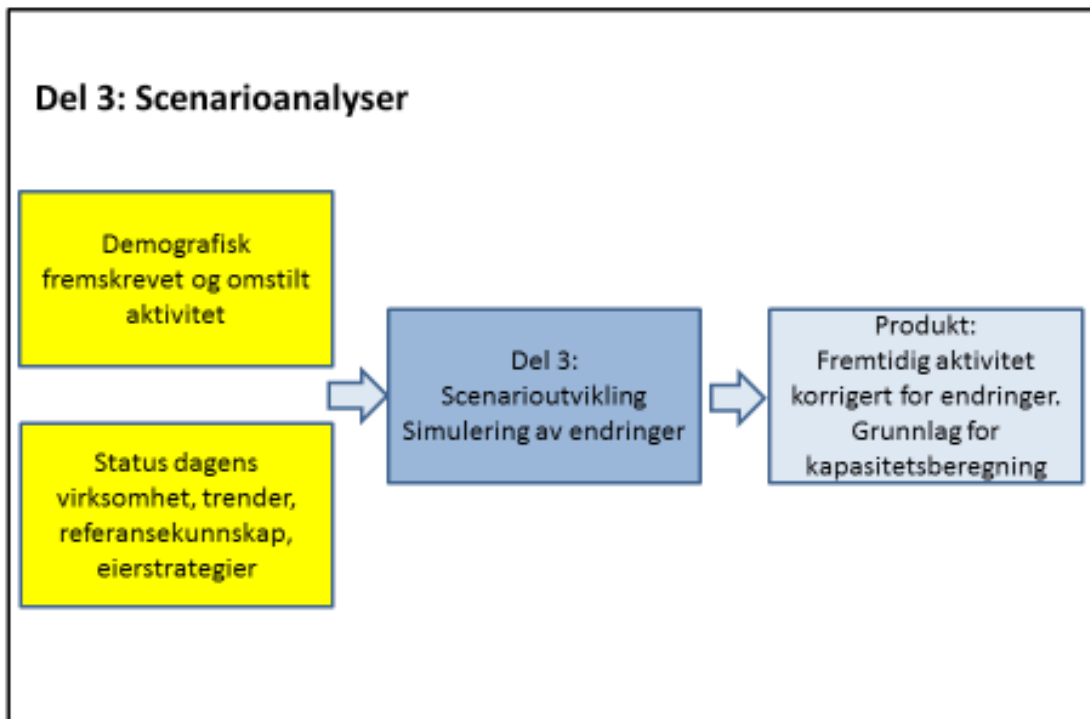 Del 3: Scenarioanalyser
Demografisk
fremskrevet og omstilt
aktivitet
Status dagens
virksomhet, trender,
referansekunnskap,
eierstrategier
Del 3:
Scenarioutvikling
Simulering av endringer
Produkt:
Fremtidig aktivitet
korrigert for endringer.
Grunnlag for
kapasitetsberegning